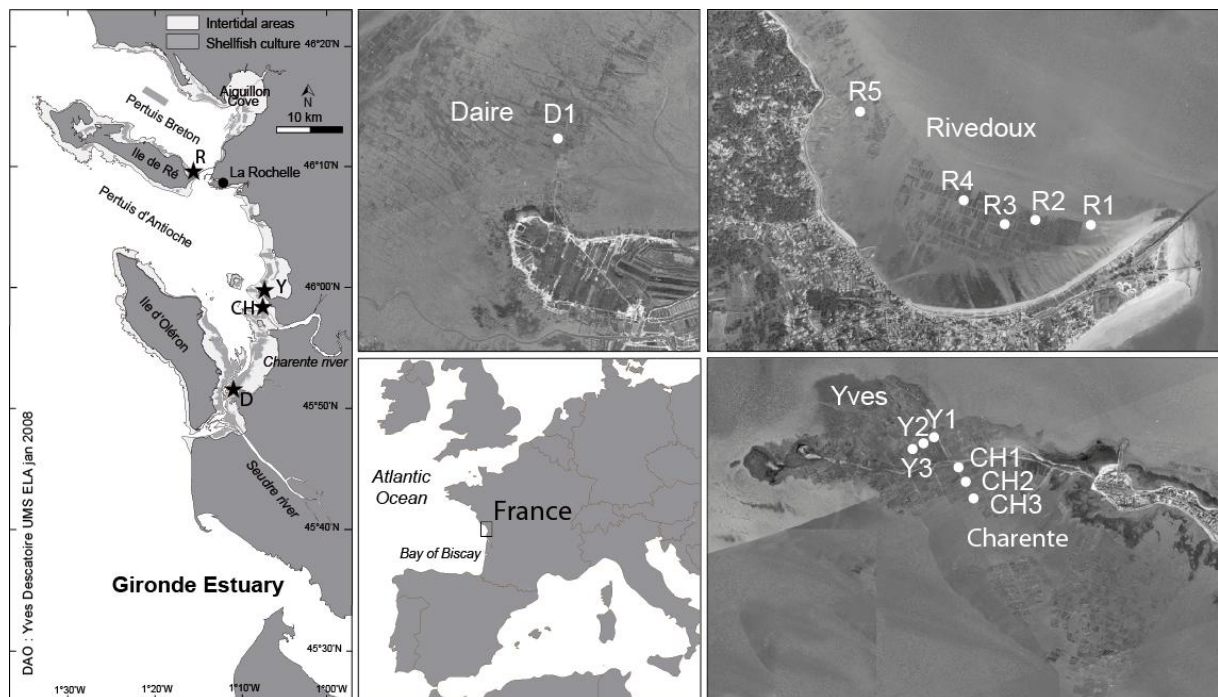 Intertidal areas
Shellfish culture
46°20'N
Aiguillon
Cove
N
10 km
Pertuis Breton
R
46°10'N
Ile de Ré
La Rochelle
Pertuis d'Antioche
46°00'N
Y
CH
Ile d'Oléron
Charente river
D
45°50'N
Seudre river
45°40'N
Gironde Estuary
45°30'N
1°30'W
1°20'W
1°10'W
1°00'W
DAO : Yves Descatoire UMS ELA jan 2008
Daire
D1
R5
Rivedoux
R4
R3
R2
R1
Atlantic
Ocean
France
Bay of Biscay
Yves
Y1
Y2
Y3
CH1
CH2
CH3
Charente